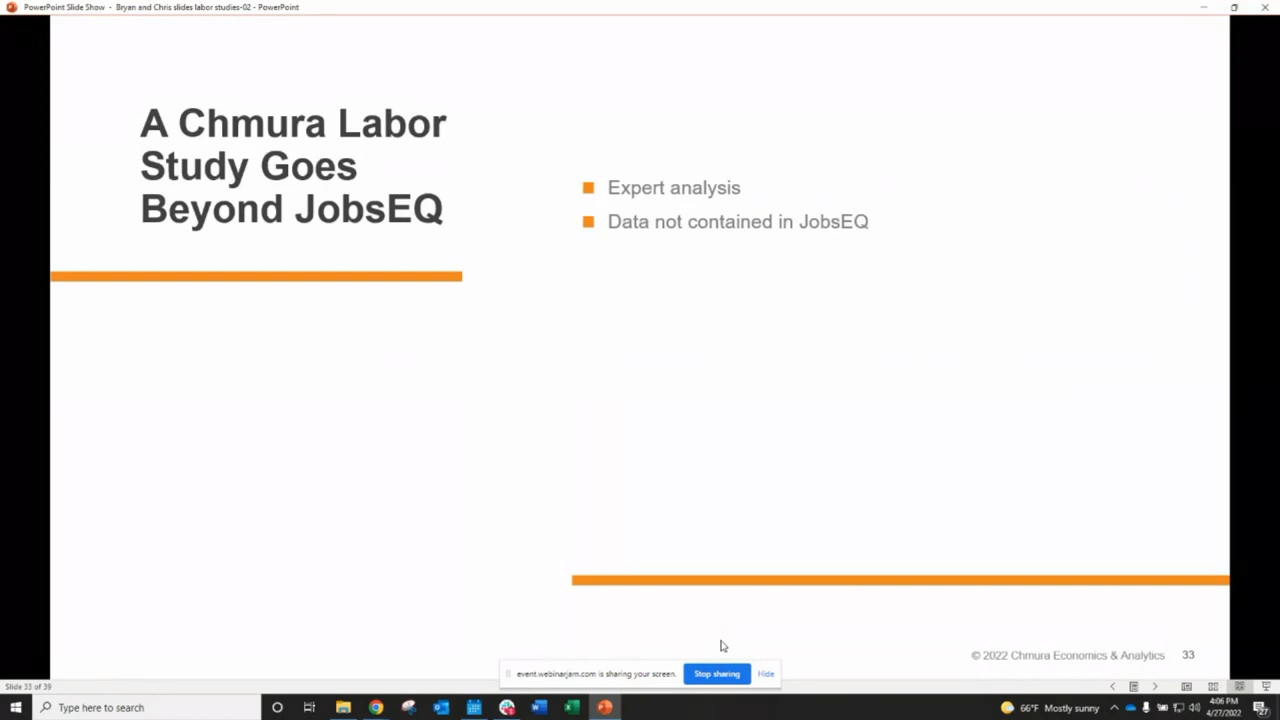 PowerPoint Slide Show - Bryan and Chris slides labor studies-02 - PowerPoint
A Chmura Labor
Study Goes
Beyond JobsEQ
Expert analysis
Data not contained in JobsEQ
© 2022 Chmura Economics & Analytics 33
event.webinarjam.com is sharing your screen.
Stop sharing
Hide
Slide 33 of 39
Type here to search
66°F Mostly sunny
4:06 PM
4/27/2022
27